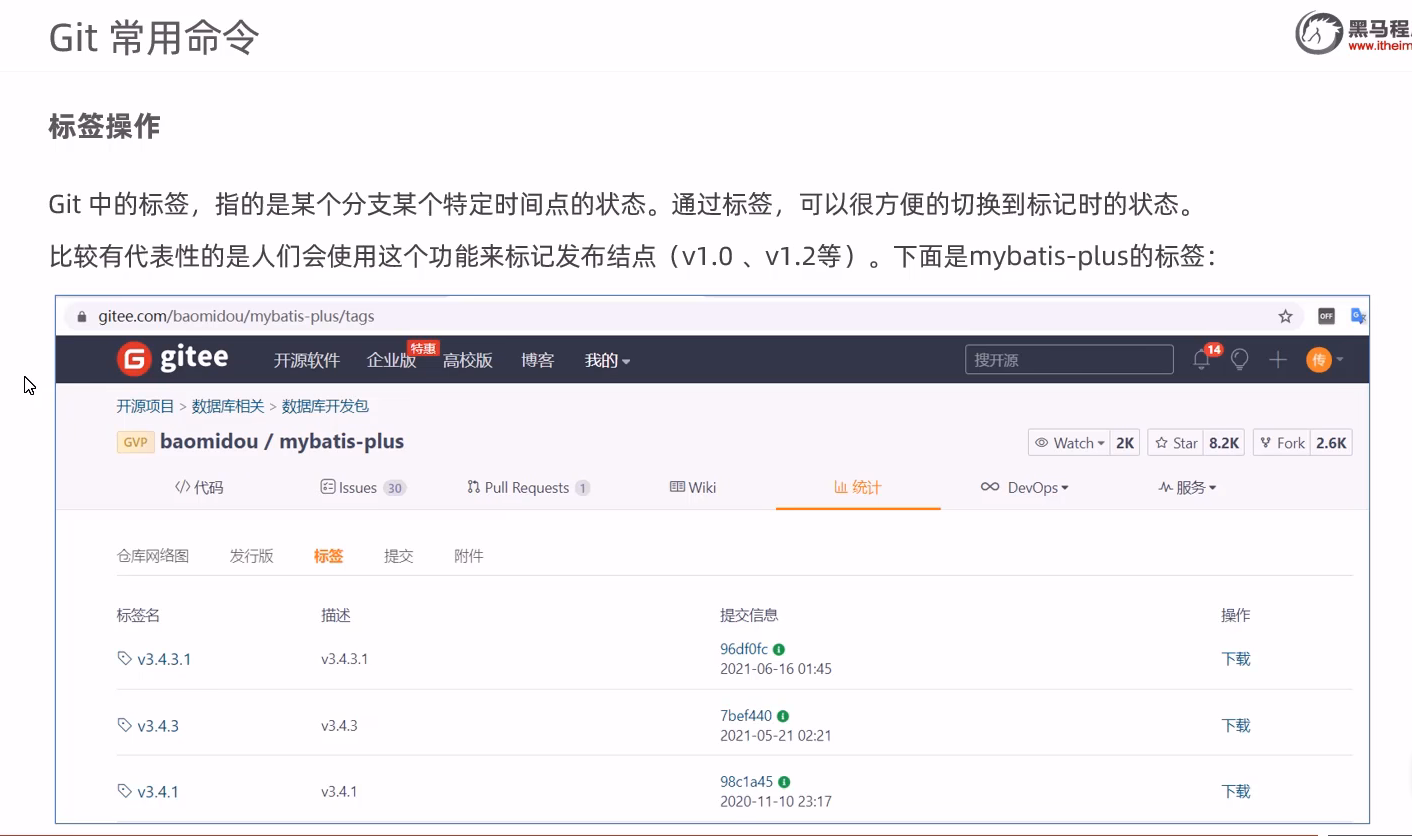 Git 常用命令
黑马程
www.itheim
标签操作
Git 中的标签，指的是某个分支某个特定时间点的状态。通过标签，可以很方便的切换到标记时的状态。
比较有代表性的是人们会使用这个功能来标记发布结点（v1.0 、v1.2等）。下面是mybatis-plus的标签：
gitee.com/baomidou/mybatis-plus/tags OFF G
G gitee 开源软件 企业版 特惠 高校版 博客 我的 搜开源 14 传
开源项目 > 数据库相关 > 数据库开发包
GVP baomidou / mybatis-plus Watch 2K Star 8.2K Fork 2.6K
代码 Issues 30 Pull Requests 1 Wiki 统计 DevOps 服务
仓库网络图 发行版 标签 提交 附件
标签名 描述 提交信息 操作
v3.4.3.1 v3.4.3.1 96df0fc 下载
2021-06-16 01:45
v3.4.3 v3.4.3 7bef440 下载
2021-05-21 02:21
v3.4.1 v3.4.1 98c1a45 下载
2020-11-10 23:17